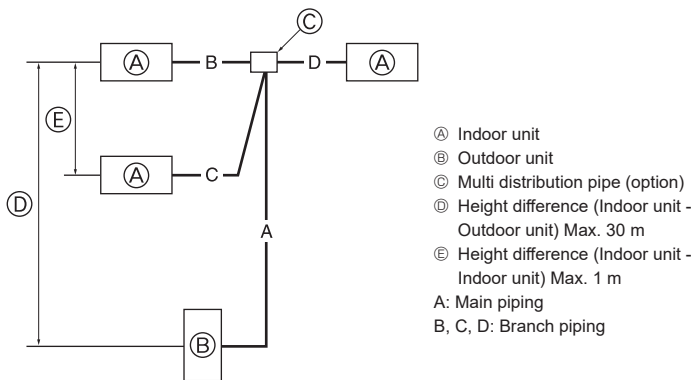 Ⓒ
Ⓐ B D Ⓐ
Ⓔ
Ⓐ C
Ⓓ
A
Ⓑ
Ⓐ Indoor unit
Ⓑ Outdoor unit
Ⓒ Multi distribution pipe (option)
Ⓓ Height difference (Indoor unit -
Outdoor unit) Max. 30 m
Ⓔ Height difference (Indoor unit -
Indoor unit) Max. 1 m
A: Main piping
B, C, D: Branch piping